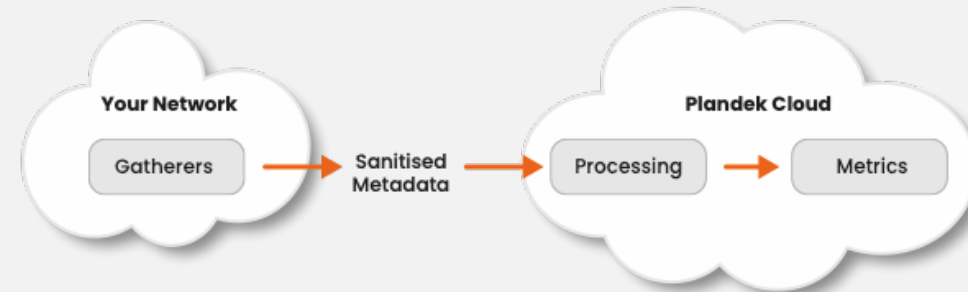 Your Network
Gatherers
Sanitised
Metadata
Plandek Cloud
Processing
Metrics